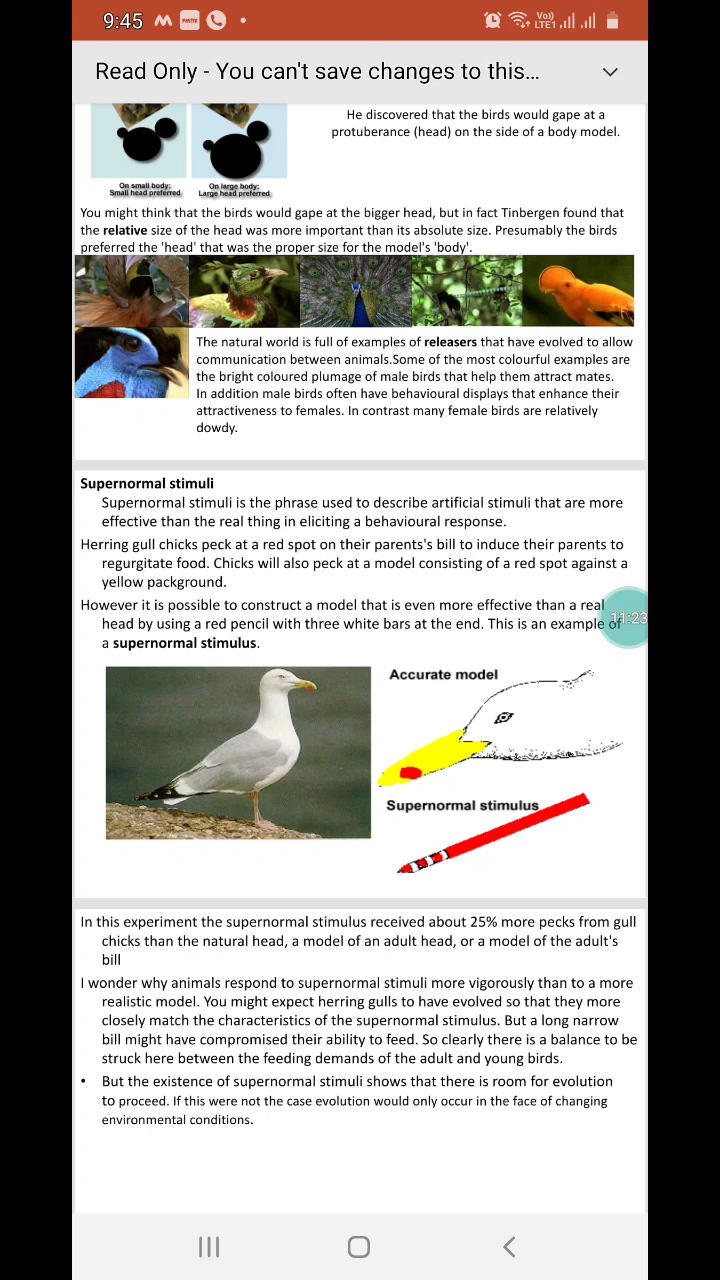 9:45
Paytm
Vo))
LTE1
Read Only - You can't save changes to this...
He discovered that the birds would gape at a
protuberance (head) on the side of a body model.
On small body:
Small head preferred
On large body:
Large head preferred
You might think that the birds would gape at the bigger head, but in fact Tinbergen found that
the relative size of the head was more important than its absolute size. Presumably the birds
preferred the 'head' that was the proper size for the model's 'body'.
The natural world is full of examples of releasers that have evolved to allow
communication between animals.Some of the most colourful examples are
the bright coloured plumage of male birds that help them attract mates.
In addition male birds often have behavioural displays that enhance their
attractiveness to females. In contrast many female birds are relatively
dowdy.
Supernormal stimuli
Supernormal stimuli is the phrase used to describe artificial stimuli that are more
effective than the real thing in eliciting a behavioural response.
Herring gull chicks peck at a red spot on their parents's bill to induce their parents to
regurgitate food. Chicks will also peck at a model consisting of a red spot against a
yellow packground.
However it is possible to construct a model that is even more effective than a real
head by using a red pencil with three white bars at the end. This is an example of
a supernormal stimulus.
11:23
Accurate model
Supernormal stimulus
In this experiment the supernormal stimulus received about 25% more pecks from gull
chicks than the natural head, a model of an adult head, or a model of the adult's
bill
I wonder why animals respond to supernormal stimuli more vigorously than to a more
realistic model. You might expect herring gulls to have evolved so that they more
closely match the characteristics of the supernormal stimulus. But a long narrow
bill might have compromised their ability to feed. So clearly there is a balance to be
struck here between the feeding demands of the adult and young birds.
• But the existence of supernormal stimuli shows that there is room for evolution
to proceed. If this were not the case evolution would only occur in the face of changing
environmental conditions.